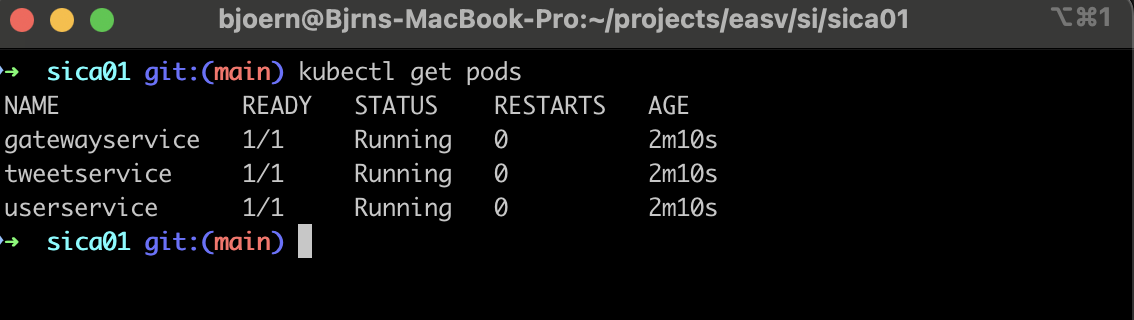 bjoern@Bjrns-MacBook-Pro:~/projects/easv/si/sica01 ⌥⌘1
➜ sica01 git:(main) kubectl get pods
NAME READY STATUS RESTARTS AGE
gatewayservice 1/1 Running 0 2m10s
tweetservice 1/1 Running 0 2m10s
userservice 1/1 Running 0 2m10s
➜ sica01 git:(main)